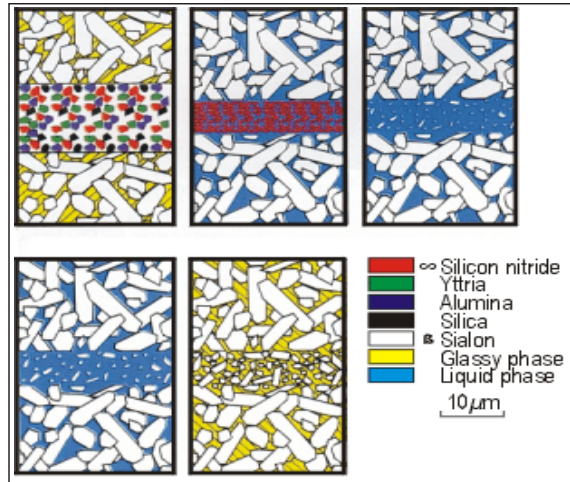 ∞ Silicon nitride
Yttria
Alumina
Silica
ß Sialon
Glassy phase
Liquid phase
10µm